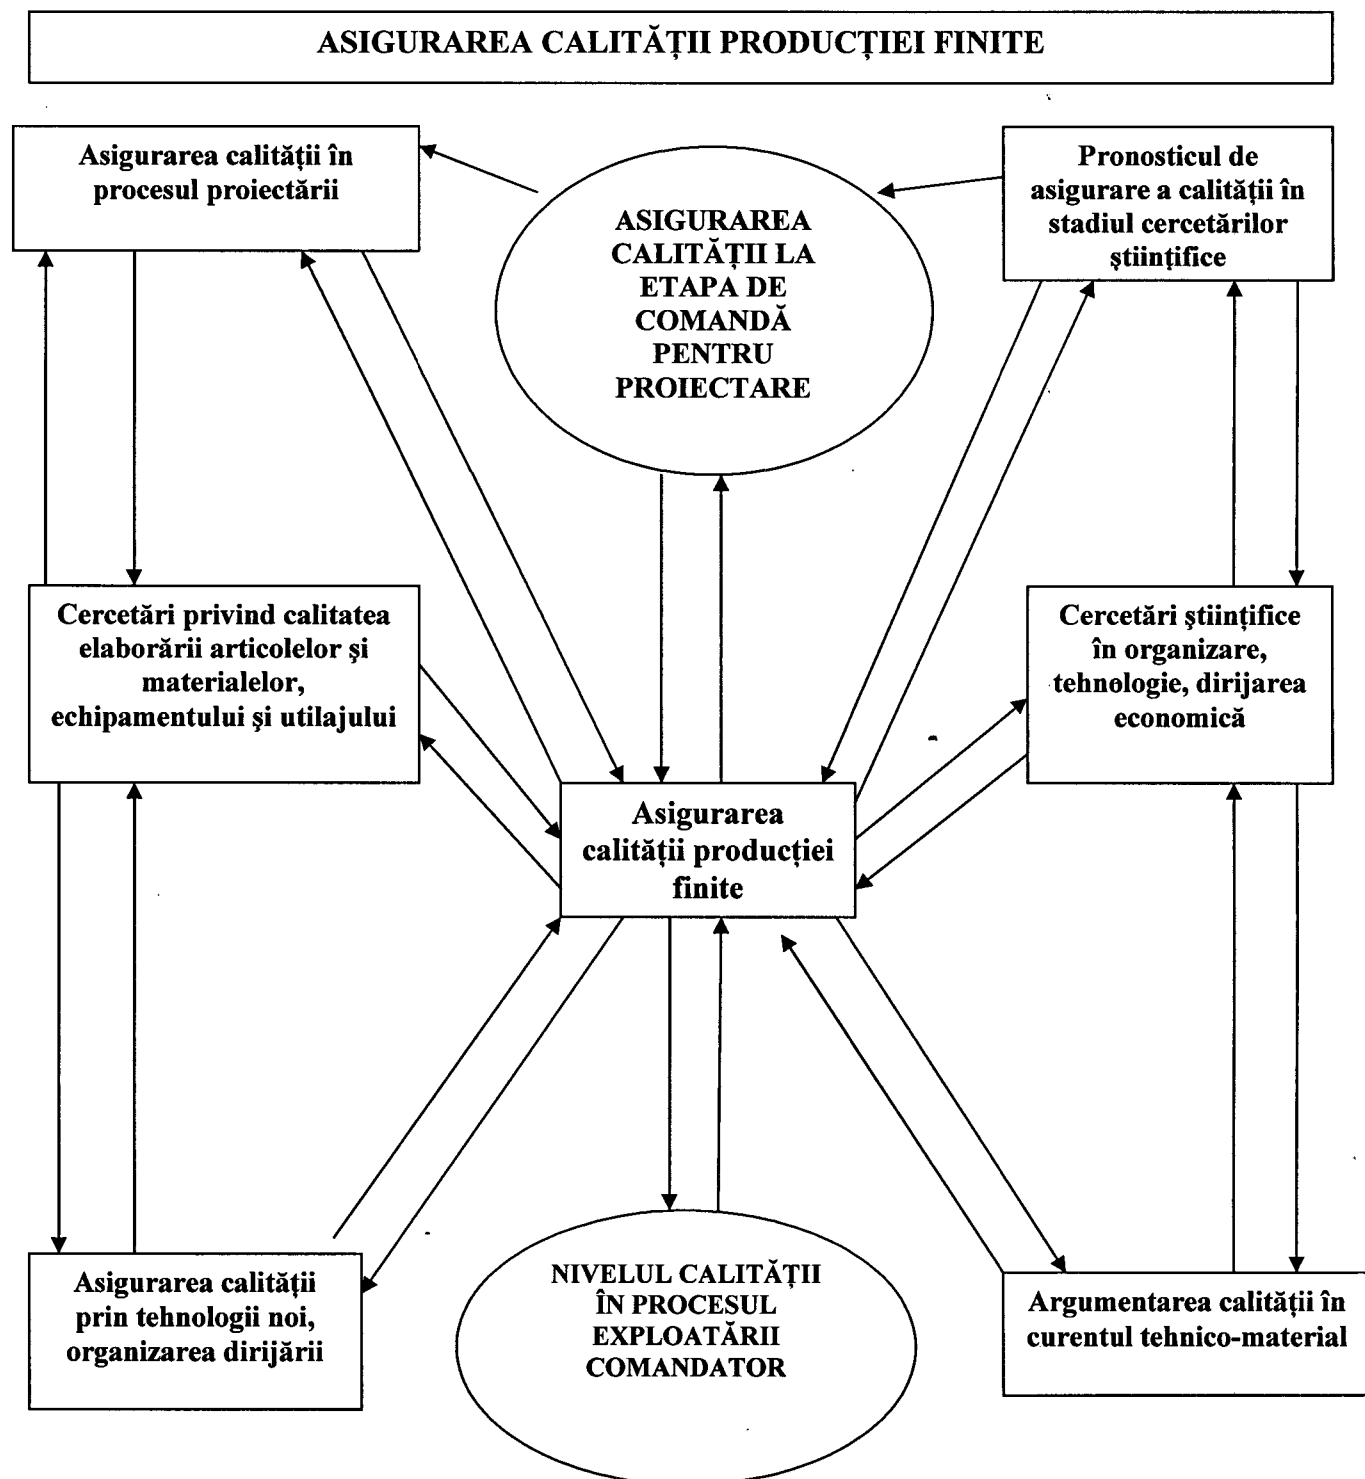 ASIGURAREA CALITĂȚII PRODUCȚIEI FINITE
Asigurarea calității în
procesul proiectării
ASIGURAREA
CALITĂȚII LA
ETAPA DE
COMANDĂ
PENTRU
PROIECTARE
Pronosticul de
asigurare a calității în
stadiul cercetărilor
științifice
Cercetări privind calitatea
elaborării articolelor şi
materialelor,
echipamentului şi utilajului
Cercetări ştiințifice
în organizare,
tehnologie, dirijarea
economică
Asigurarea
calității producției
finite
Asigurarea calității
prin tehnologii noi,
organizarea dirijării
NIVELUL CALITĂȚII
ÎN PROCESUL
EXPLOATĂRII
COMANDATOR
Argumentarea calității în
curentul tehnico-material